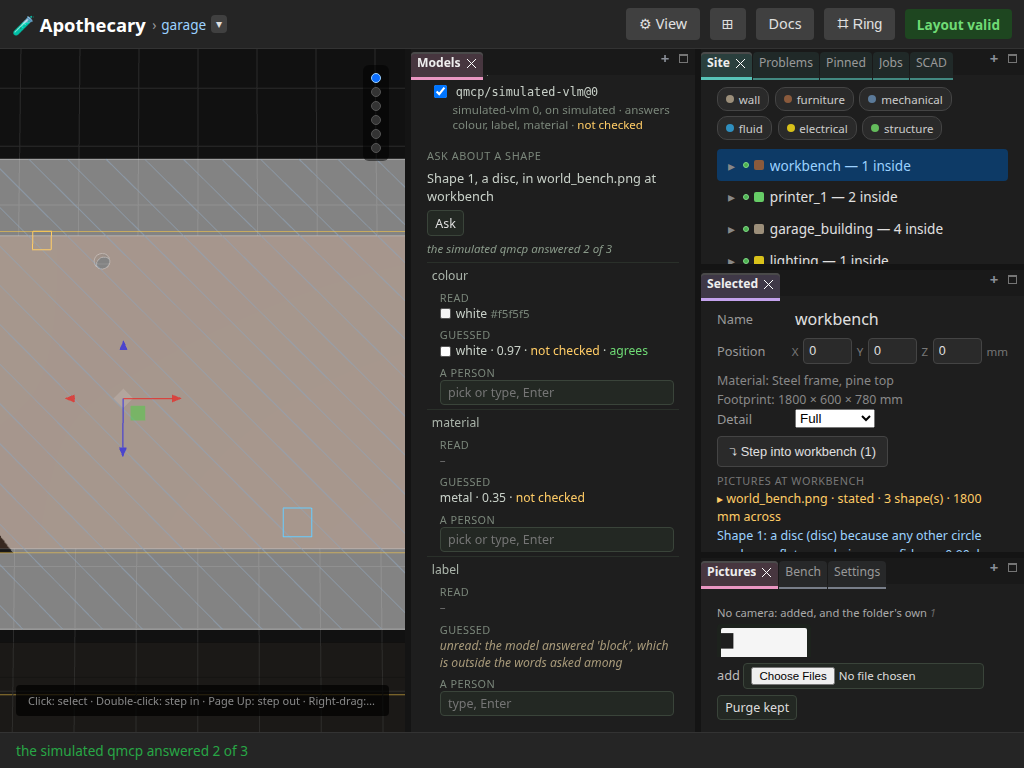 Apothecary › garage ▾
⚙ View
⊞
Docs
Ring
Layout valid
Models
qmcp/simulated-vlm@0
simulated-vlm 0, on simulated · answers
colour, label, material · not checked
ASK ABOUT A SHAPE
Shape 1, a disc, in world_bench.png at
workbench
Ask
the simulated qmcp answered 2 of 3
colour
READ
white #f5f5f5
GUESSED
white · 0.97 · not checked · agrees
A PERSON
pick or type, Enter
material
READ
–
GUESSED
metal · 0.35 · not checked
A PERSON
pick or type, Enter
label
READ
–
GUESSED
unread: the model answered 'block', which
is outside the words asked among
A PERSON
type, Enter
Site
Problems
Pinned
Jobs
SCAD
wall
furniture
mechanical
fluid
electrical
structure
workbench — 1 inside
printer_1 — 2 inside
garage_building — 4 inside
lighting — 1 inside
Selected
Name workbench
Position X 0 Y 0 Z 0 mm
Material: Steel frame, pine top
Footprint: 1800 × 600 × 780 mm
Detail Full
Step into workbench (1)
PICTURES AT WORKBENCH
▸ world_bench.png · stated · 3 shape(s) · 1800
mm across
Shape 1: a disc (disc) because any other circle
Pictures
Bench
Settings
No camera: added, and the folder's own 1
add Choose Files No file chosen
Purge kept
Click: select · Double-click: step in · Page Up: step out · Right-drag:...
the simulated qmcp answered 2 of 3